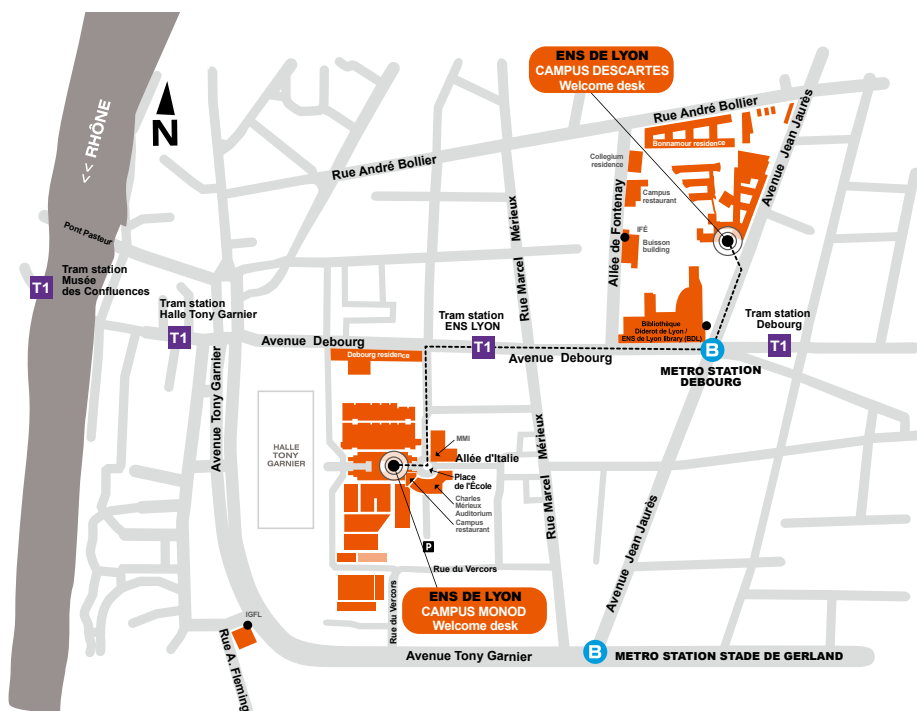 ENS DE LYON
CAMPUS DESCARTES
Welcome desk
<< RHÔNE
N
Rue André Bollier
Avenue Jean Jaurès
Bonnamour residence
Rue André Bollier
Collegium
residence
Campus
restaurant
Allée de Fontenay
IFÉ
Buisson
building
Rue Marcel Mérieux
Pont Pasteur
T1
Tram station
Musée
des Confluences
Tram station
Halle Tony Garnier
T1
Tram station
ENS LYON
T1
Bibliothèque
Diderot de Lyon /
ENS de Lyon library (BDL)
Tram station
Debourg
T1
B
METRO STATION
DEBOURG
Avenue Debourg
Avenue Debourg
Debourg residence
Avenue Tony Garnier
HALLE
TONY
GARNIER
MMI
Allée d'Italie
Place
de l'École
Charles
Mérieux
Auditorium
Campus
restaurant
Rue Marcel Mérieux
Avenue Jean Jaurès
P
Rue du Vercors
Rue du Vercors
ENS DE LYON
CAMPUS MONOD
Welcome desk
IGFL
Rue A. Fleming
Avenue Tony Garnier
B
METRO STATION STADE DE GERLAND